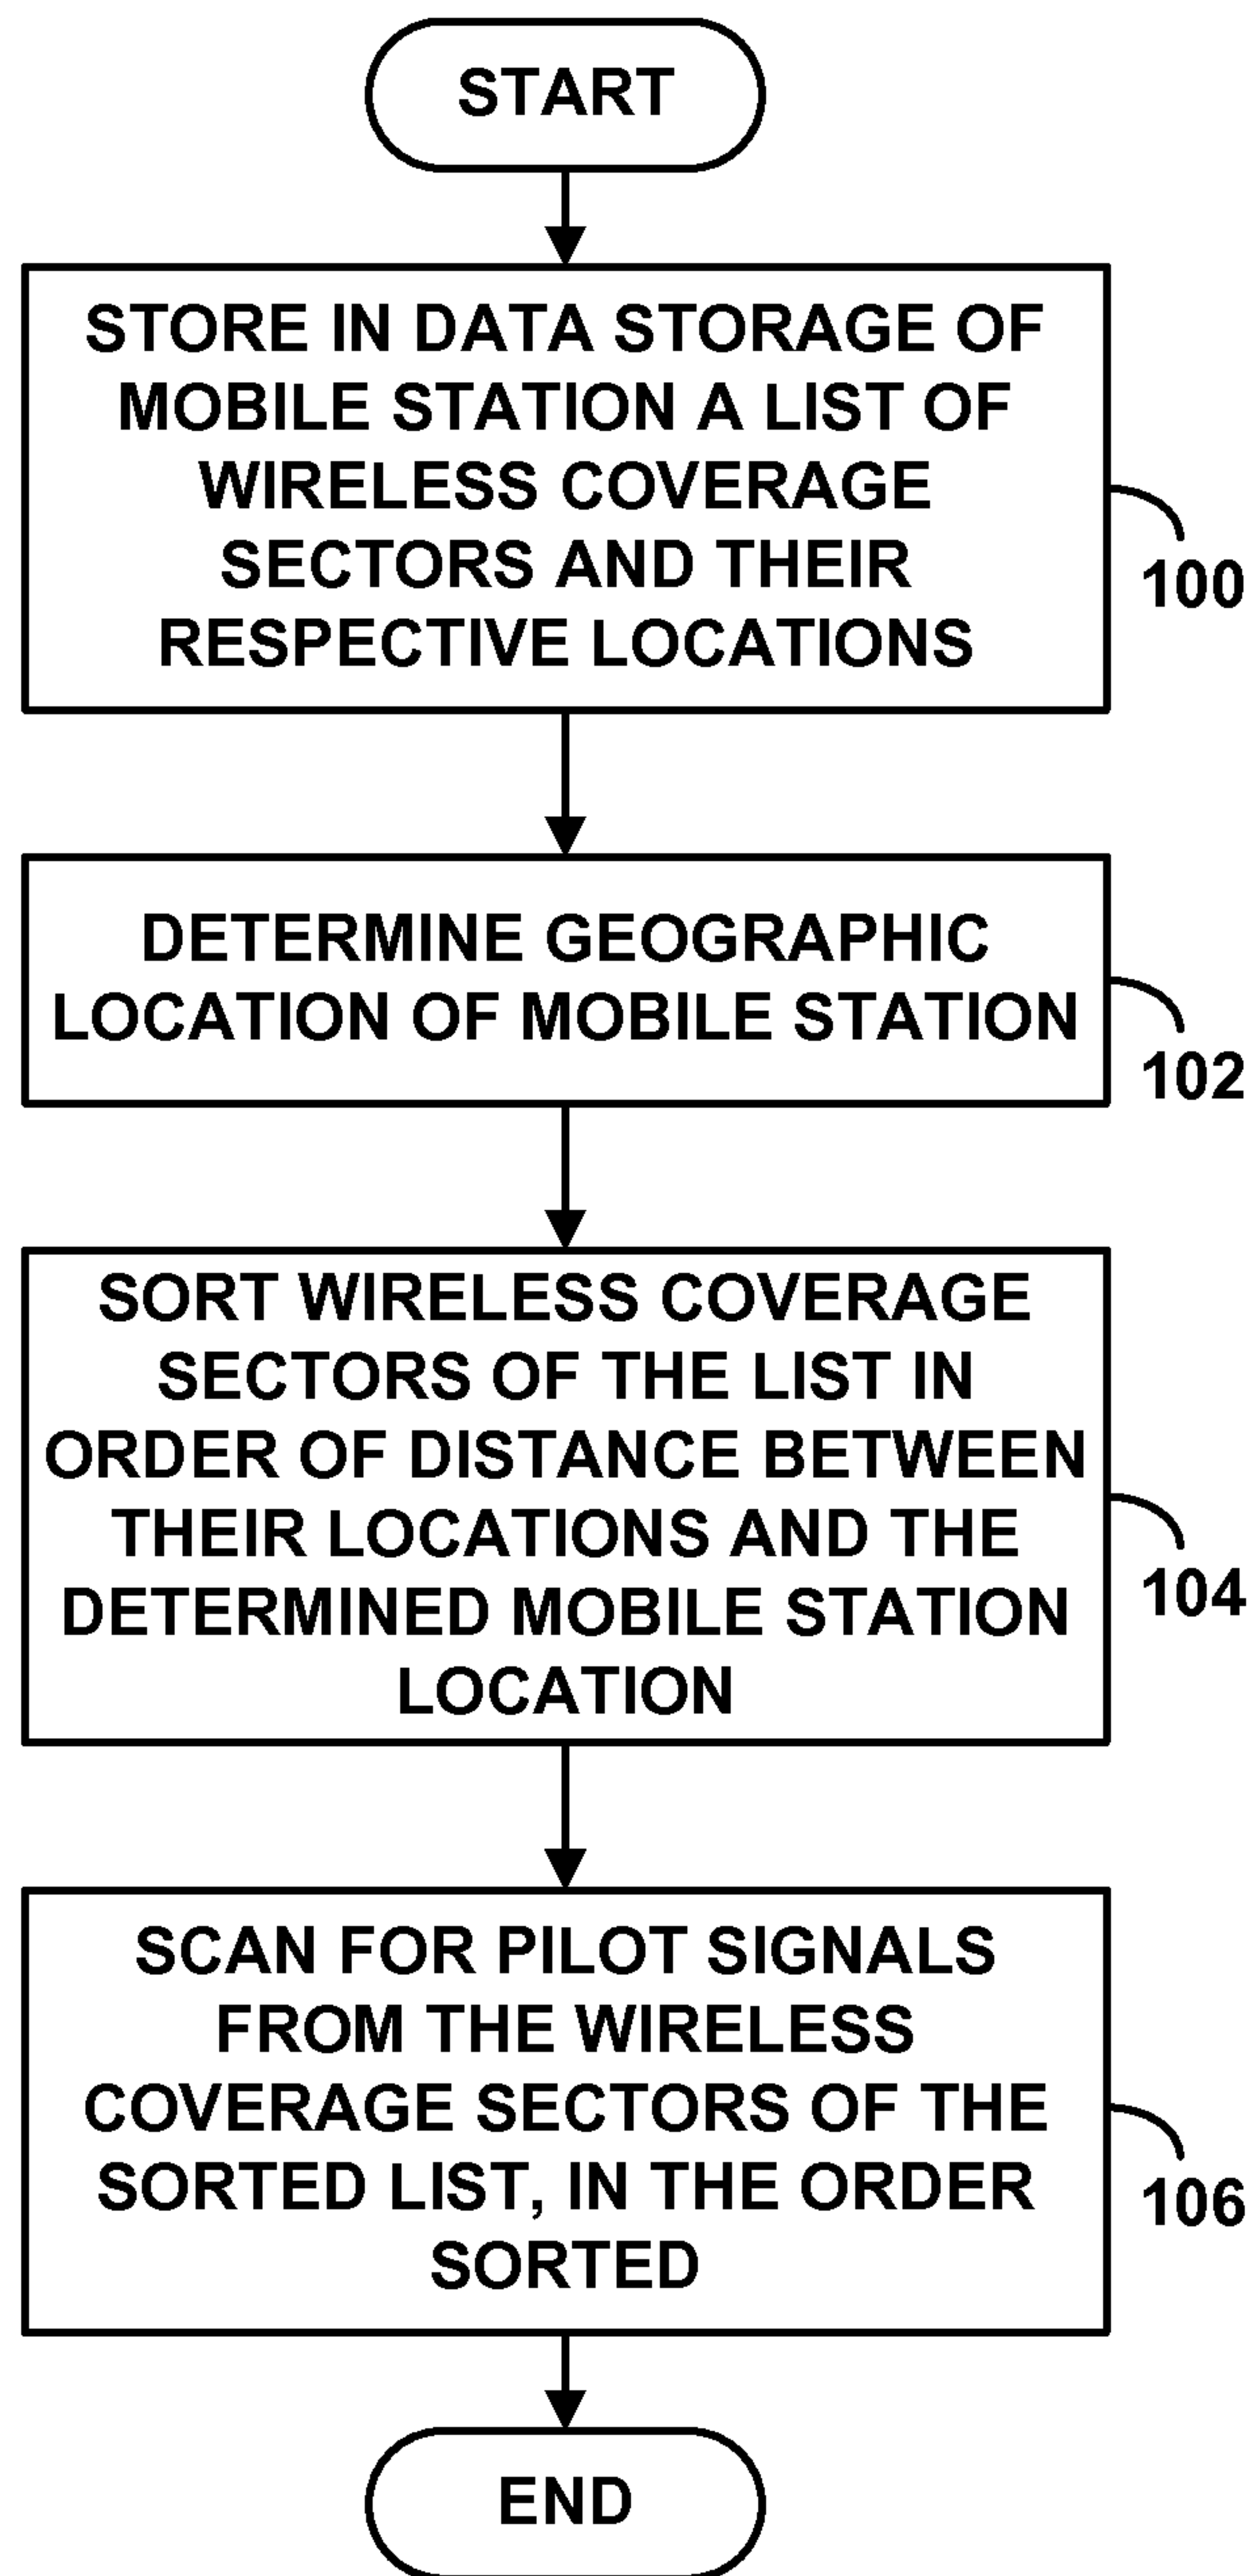 START
STORE IN DATA STORAGE OF
MOBILE STATION A LIST OF
WIRELESS COVERAGE
SECTORS AND THEIR
RESPECTIVE LOCATIONS
100
DETERMINE GEOGRAPHIC
LOCATION OF MOBILE STATION
102
SORT WIRELESS COVERAGE
SECTORS OF THE LIST IN
ORDER OF DISTANCE BETWEEN
THEIR LOCATIONS AND THE
DETERMINED MOBILE STATION
LOCATION
104
SCAN FOR PILOT SIGNALS
FROM THE WIRELESS
COVERAGE SECTORS OF THE
SORTED LIST, IN THE ORDER
SORTED
106
END